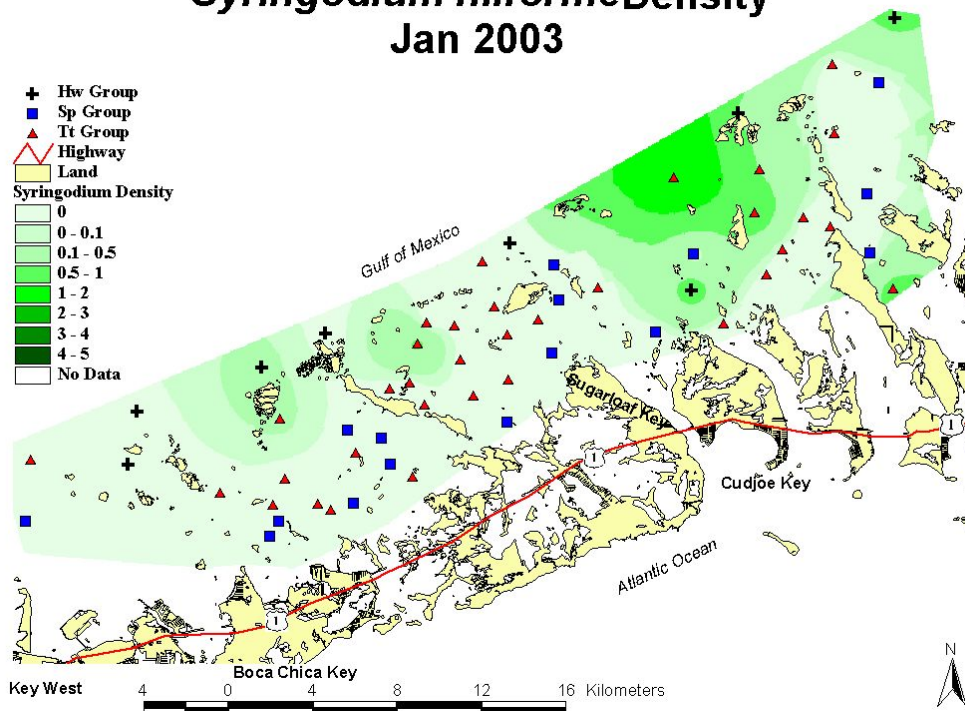 Syringodium filiforme Density
Jan 2003
Hw Group
Sp Group
Tt Group
Highway
Land
Syringodium Density
0
0 - 0.1
0.1 - 0.5
0.5 - 1
1 - 2
2 - 3
3 - 4
4 - 5
No Data
Gulf of Mexico
Sugarloaf Key
1
1
Cudjoe Key
Atlantic Ocean
1
Boca Chica Key
Key West
N
4 0 4 8 12 16 Kilometers